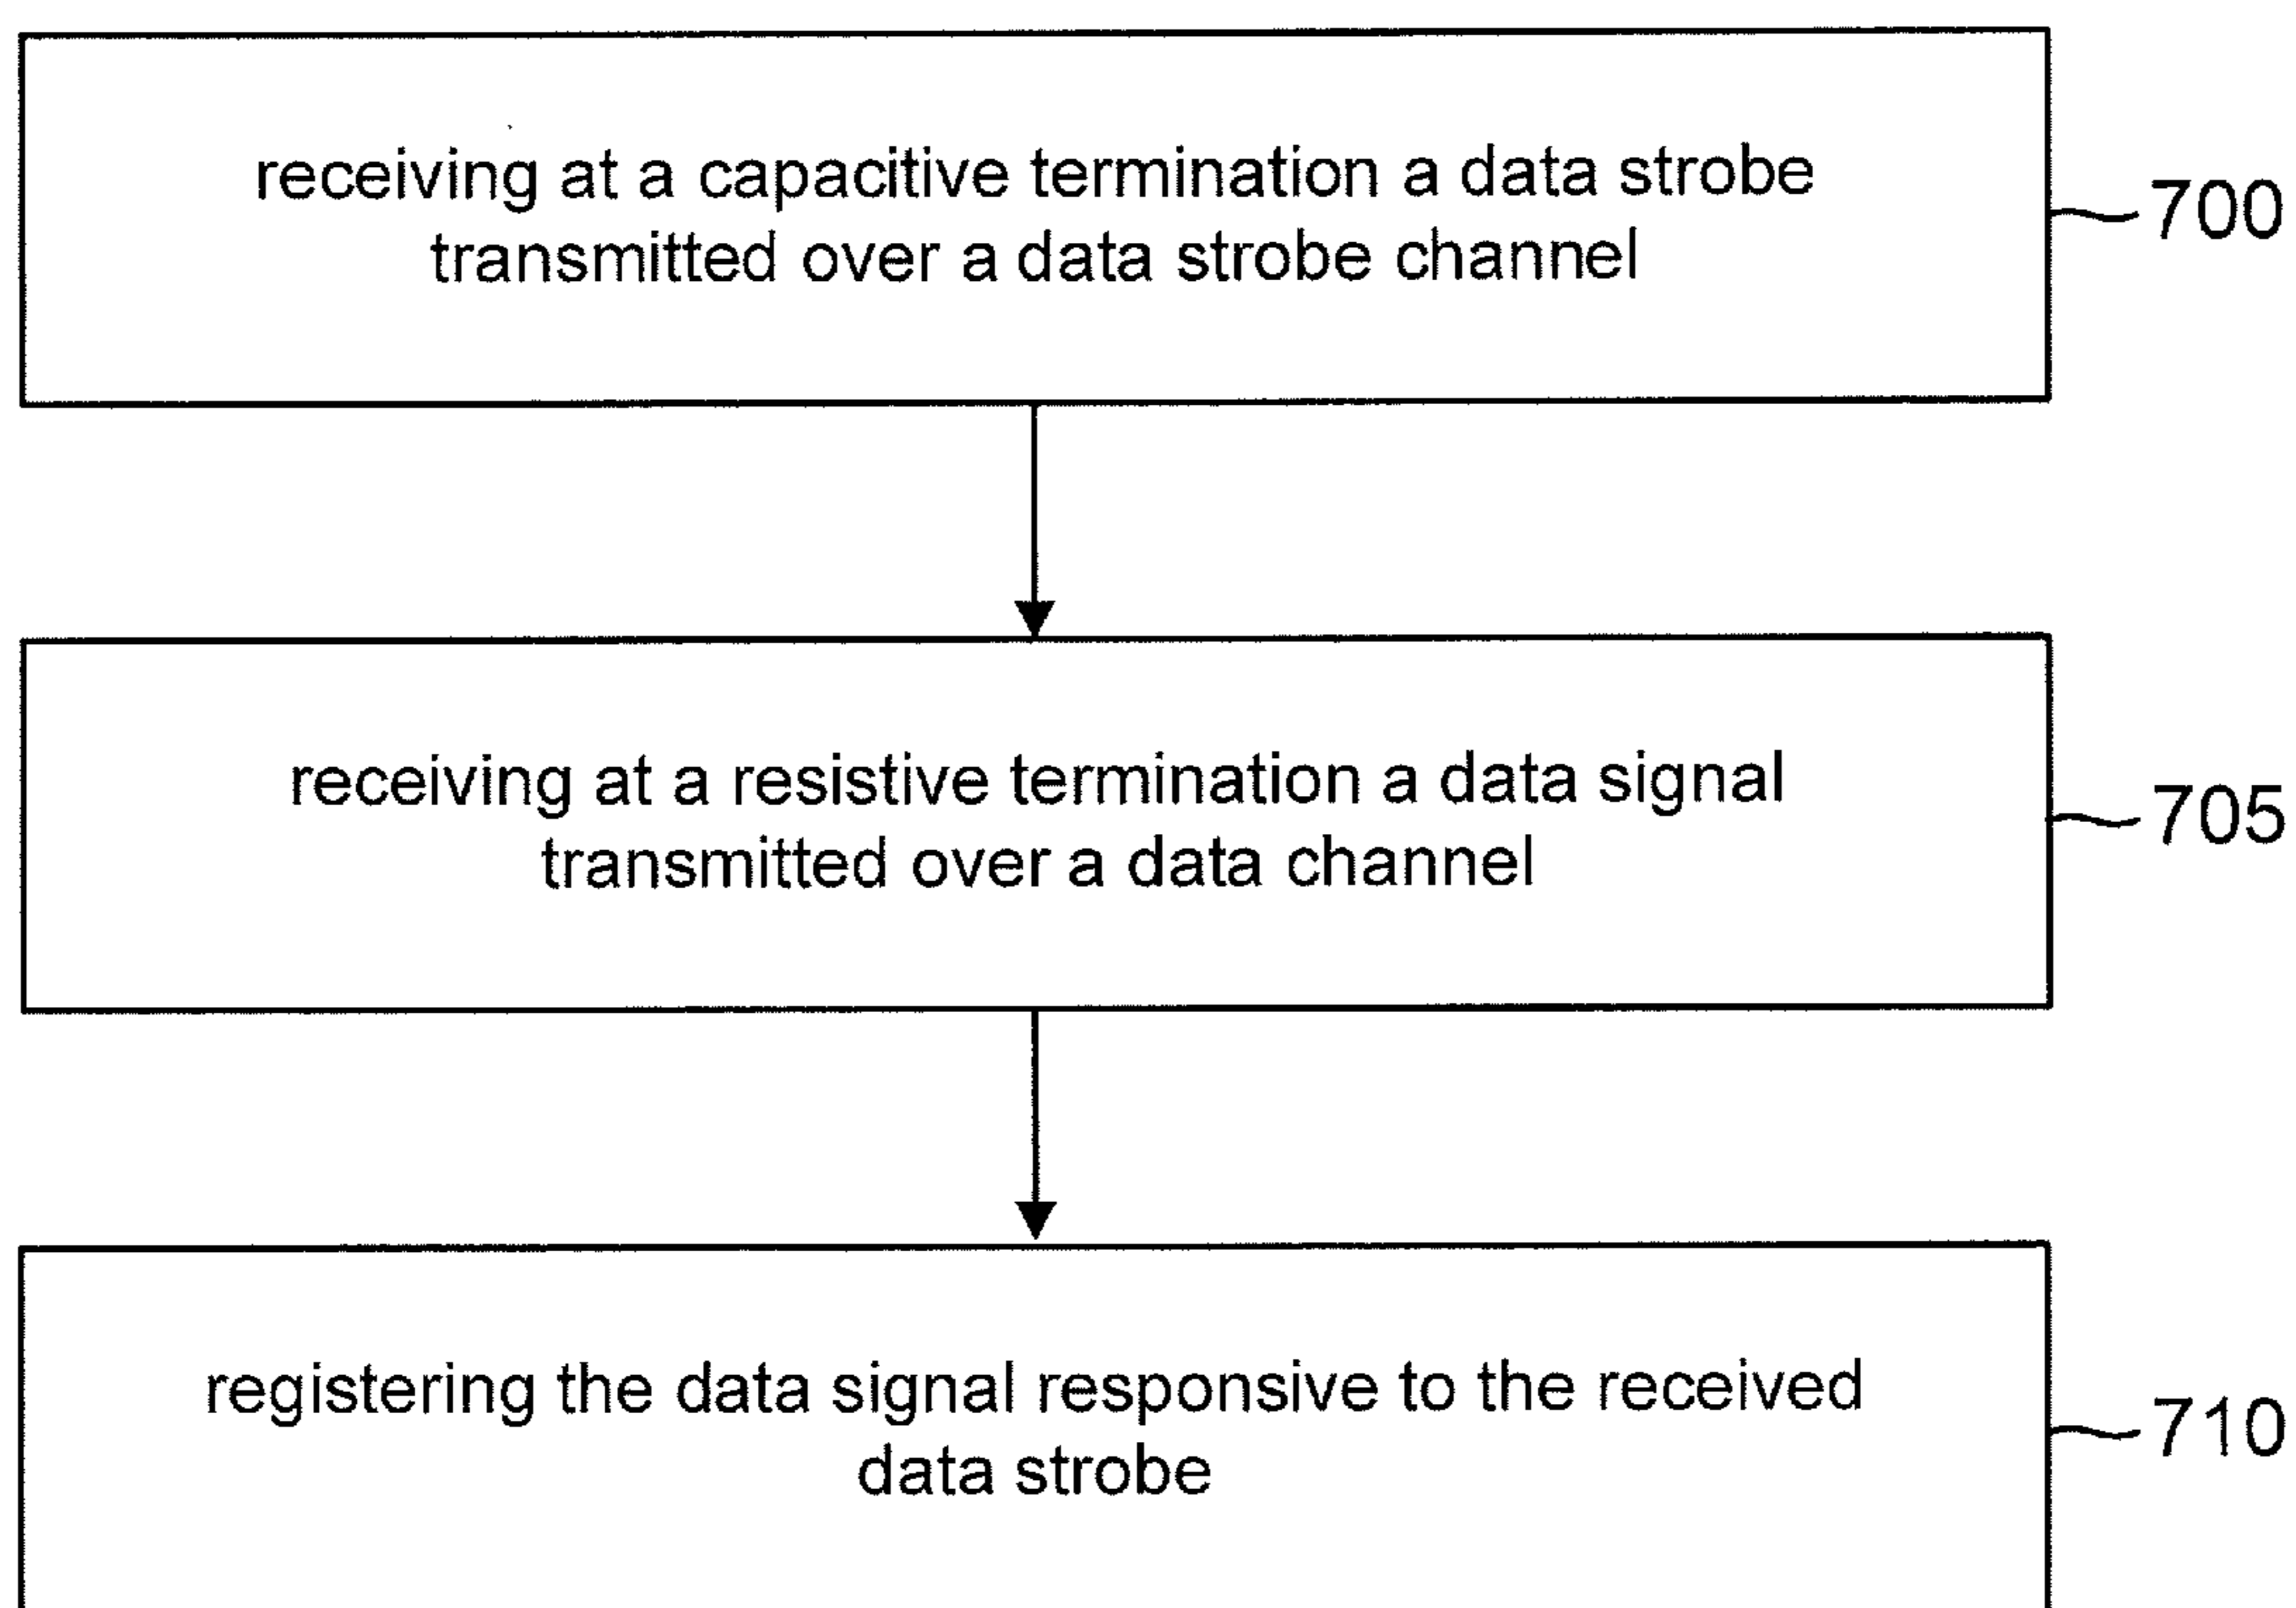 receiving at a capacitive termination a data strobe
transmitted over a data strobe channel
700
receiving at a resistive termination a data signal
transmitted over a data channel
705
registering the data signal responsive to the received
data strobe
710